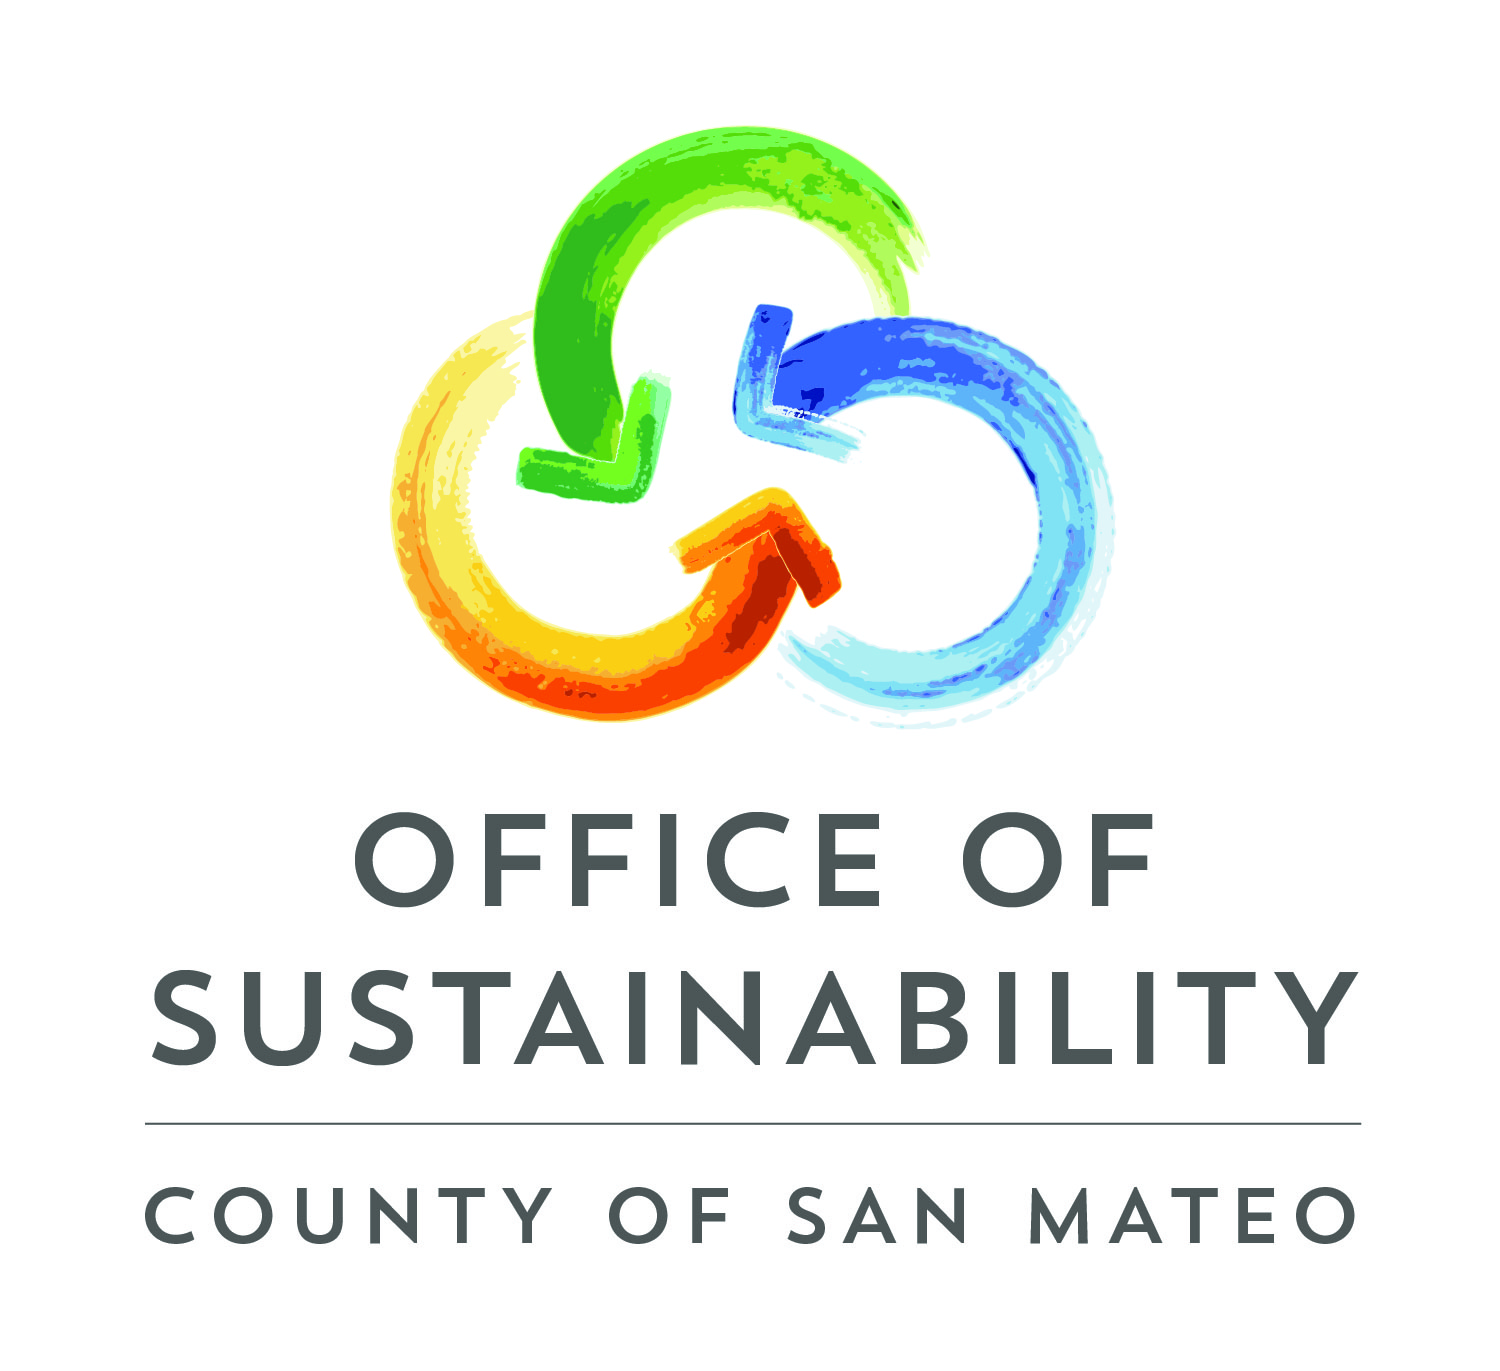 OFFICE OF
SUSTAINABILITY
COUNTY OF SAN MATEO